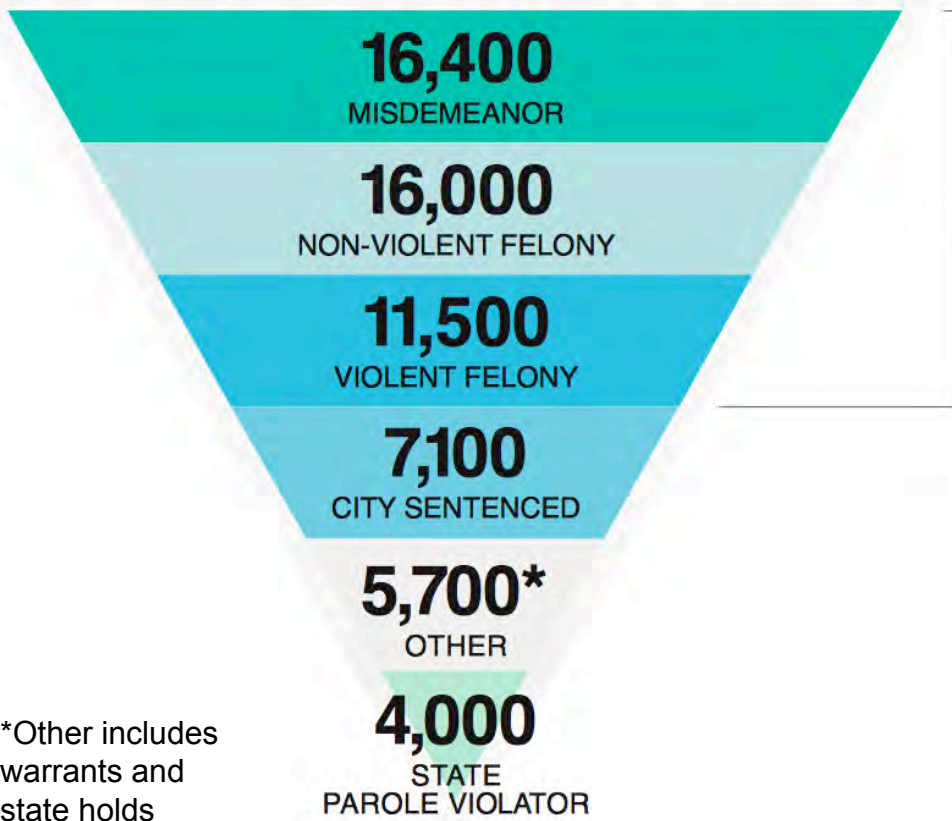 16,400
MISDEMEANOR
16,000
NON-VIOLENT FELONY
11,500
VIOLENT FELONY
7,100
CITY SENTENCED
5,700*
OTHER
4,000
STATE
PAROLE VIOLATOR
*Other includes
warrants and
state holds